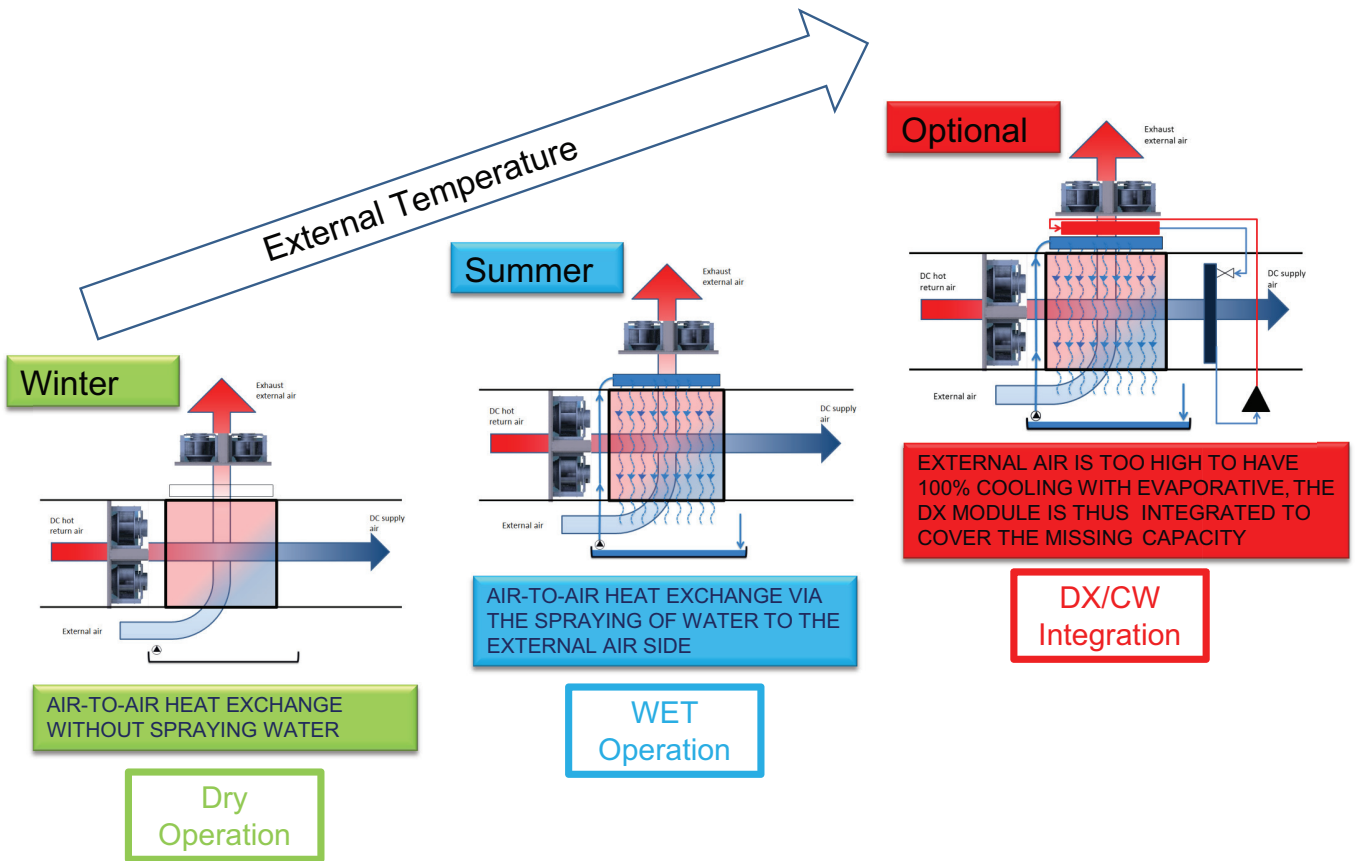 External Temperature
Winter
Exhaust
external air
DC hot
return air
DC supply
air
External air
AIR-TO-AIR HEAT EXCHANGE
WITHOUT SPRAYING WATER
Dry
Operation
Summer
Exhaust
external air
DC hot
return air
DC supply
air
External air
AIR-TO-AIR HEAT EXCHANGE VIA
THE SPRAYING OF WATER TO THE
EXTERNAL AIR SIDE
WET
Operation
Optional
Exhaust
external air
DC hot
return air
DC supply
air
External air
EXTERNAL AIR IS TOO HIGH TO HAVE
100% COOLING WITH EVAPORATIVE, THE
DX MODULE IS THUS INTEGRATED TO
COVER THE MISSING CAPACITY
DX/CW
Integration